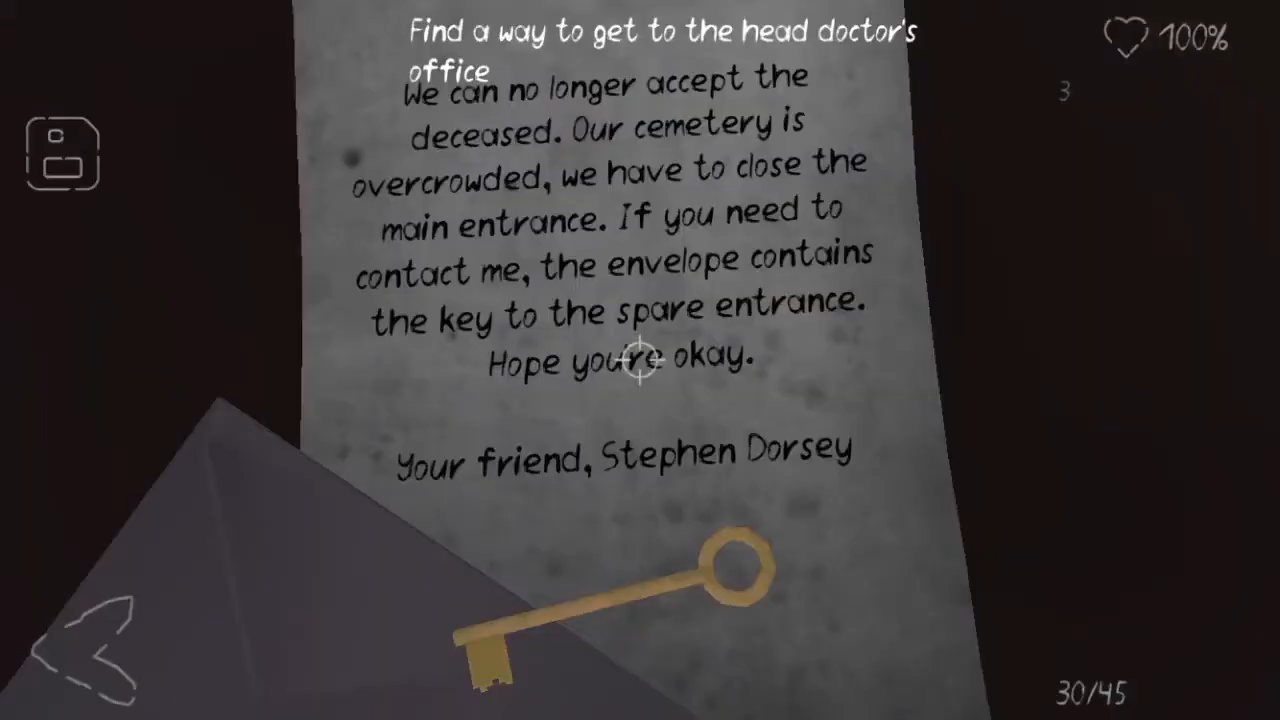 Find a way to get to the head doctor's
office
100%
3
We can no longer accept the
deceased. Our cemetery is
overcrowded, we have to close the
main entrance. If you need to
contact me, the envelope contains
the key to the spare entrance.
Hope you're okay.
Your friend, Stephen Dorsey
30/45